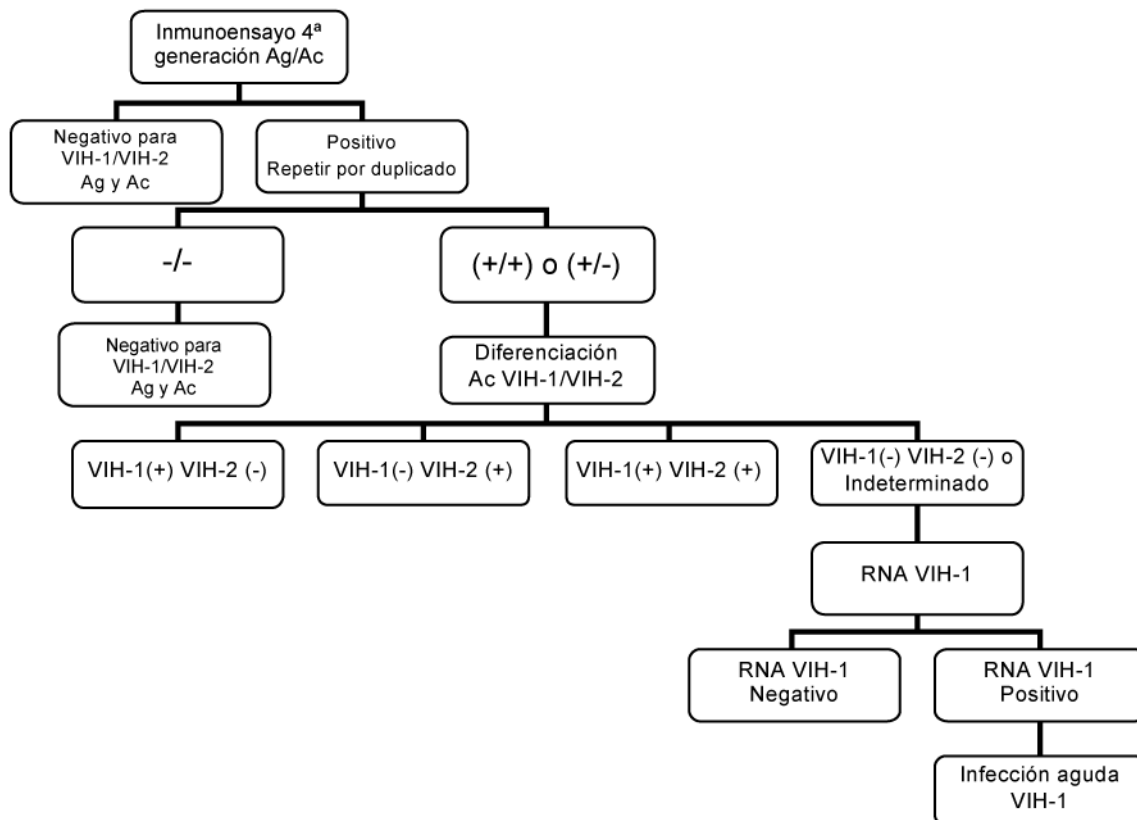 Inmunoensayo 4ª
generación Ag/Ac
Negativo para
VIH-1/VIH-2
Ag y Ac
Positivo
Repetir por duplicado
-/-
(+/+) o (+/-)
Negativo para
VIH-1/VIH-2
Ag y Ac
Diferenciación
Ac VIH-1/VIH-2
VIH-1(+) VIH-2 (-)
VIH-1(-) VIH-2 (+)
VIH-1(+) VIH-2 (+)
VIH-1(-) VIH-2 (-) o
Indeterminado
RNA VIH-1
RNA VIH-1
Negativo
RNA VIH-1
Positivo
Infección aguda
VIH-1